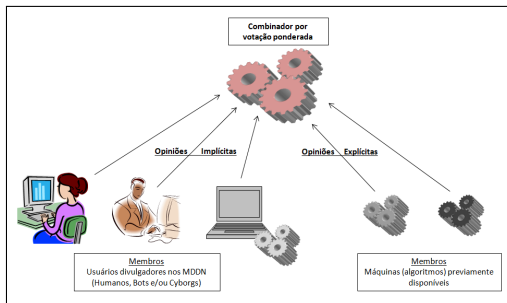 Combinador por
votação ponderada
Opiniões Implícitas
Opiniões Explícitas
Membros
Usuários divulgadores nos MDDN
(Humanos, Bots e/ou Cyborgs)
Membros
Máquinas (algoritmos) previamente
disponíveis